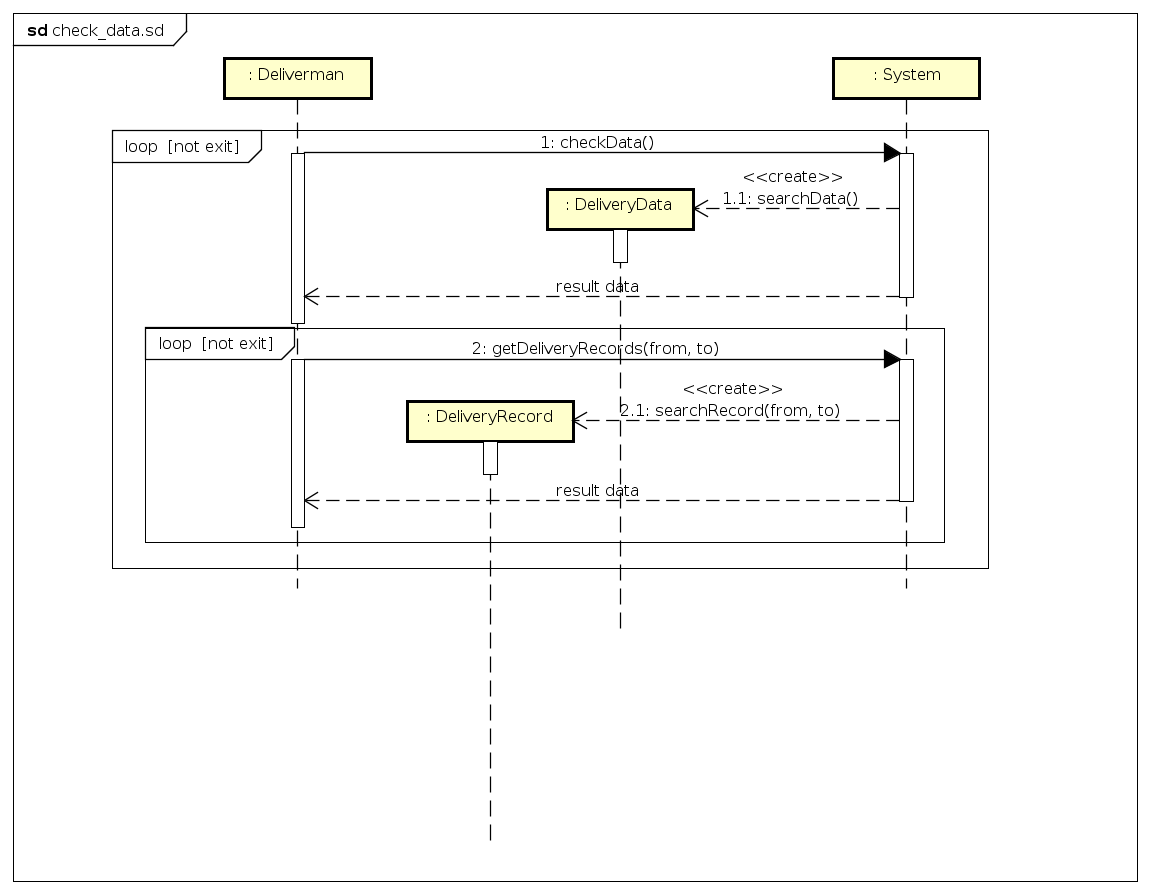 sd check_data.sd
: Deliverman
: System
loop [not exit]
1: checkData()
<<create>>
1.1: searchData()
: DeliveryData
result data
loop [not exit]
2: getDeliveryRecords(from, to)
<<create>>
2.1: searchRecord(from, to)
: DeliveryRecord
result data